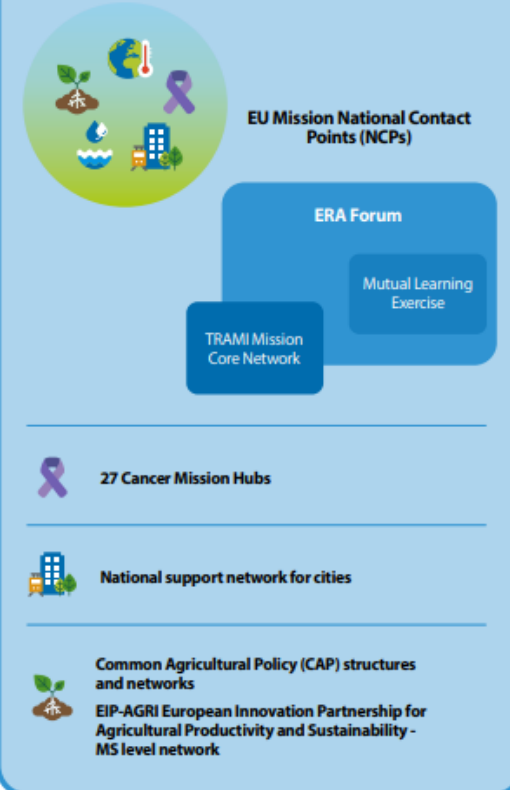 EU Mission National Contact
Points (NCPs)
ERA Forum
Mutual Learning
Exercise
TRAMI Mission
Core Network
27 Cancer Mission Hubs
National support network for cities
Common Agricultural Policy (CAP) structures
and networks
EIP-AGRI European Innovation Partnership for
Agricultural Productivity and Sustainability -
MS level network